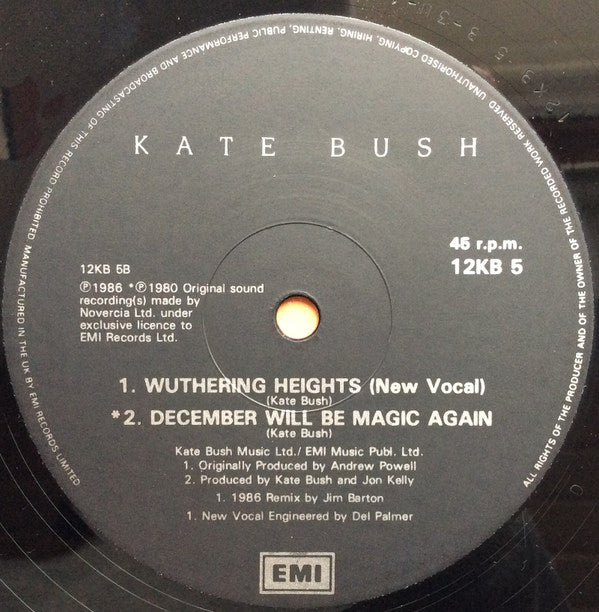 UNAUTHORISED COPYING, HIRING, RENTING, PUBLIC PERFORMANCE AND BROADCASTING OF THIS RECORD PROHIBITED. MANUFACTURED IN THE UK BY EMI RECORDS LIMITED
ALL RIGHTS OF THE PRODUCER AND OF THE OWNER OF THE RECORDED WORK RESERVED
KATE BUSH
45 r.p.m.
12KB 5
12KB 5B
℗1986 *℗1980 Original sound
recording(s) made by
Novercia Ltd. under
exclusive licence to
EMI Records Ltd.
1. WUTHERING HEIGHTS (New Vocal)
(Kate Bush)
*2. DECEMBER WILL BE MAGIC AGAIN
(Kate Bush)
Kate Bush Music Ltd./ EMI Music Publ. Ltd.
1. Originally Produced by Andrew Powell
2. Produced by Kate Bush and Jon Kelly
1. 1986 Remix by Jim Barton
1. New Vocal Engineered by Del Palmer
EMI